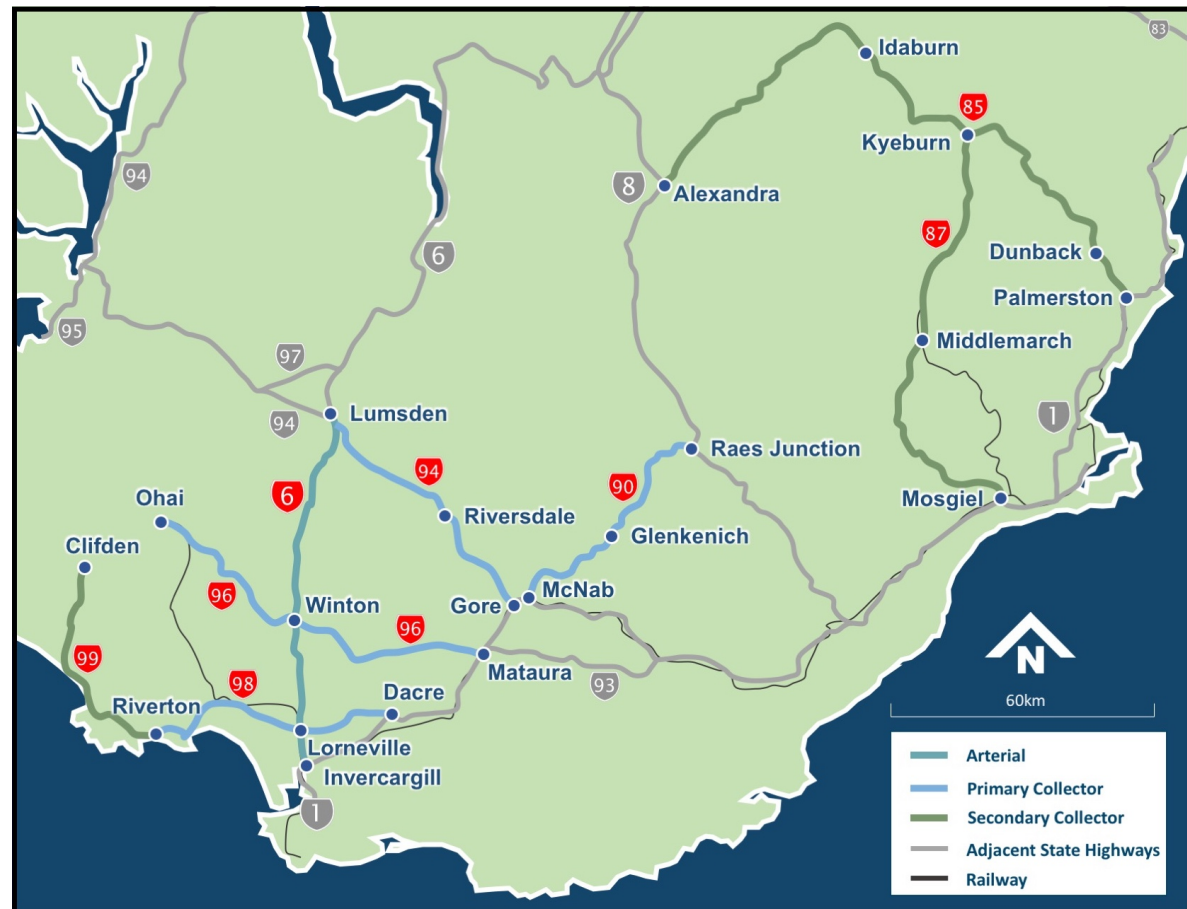 83
Idaburn
85
Kyeburn
94
8
Alexandra
87
6
Dunback
Palmerston
95
Middlemarch
97
Lumsden
94
1
94
Raes Junction
6
90
Ohai
Mosgiel
Riversdale
Glenkenich
Clifden
McNab
96
Winton
Gore
96
99
Mataura
N
98
93
Dacre
60km
Riverton
Lorneville
Arterial
Invercargill
Primary Collector
1
Secondary Collector
Adjacent State Highways
Railway